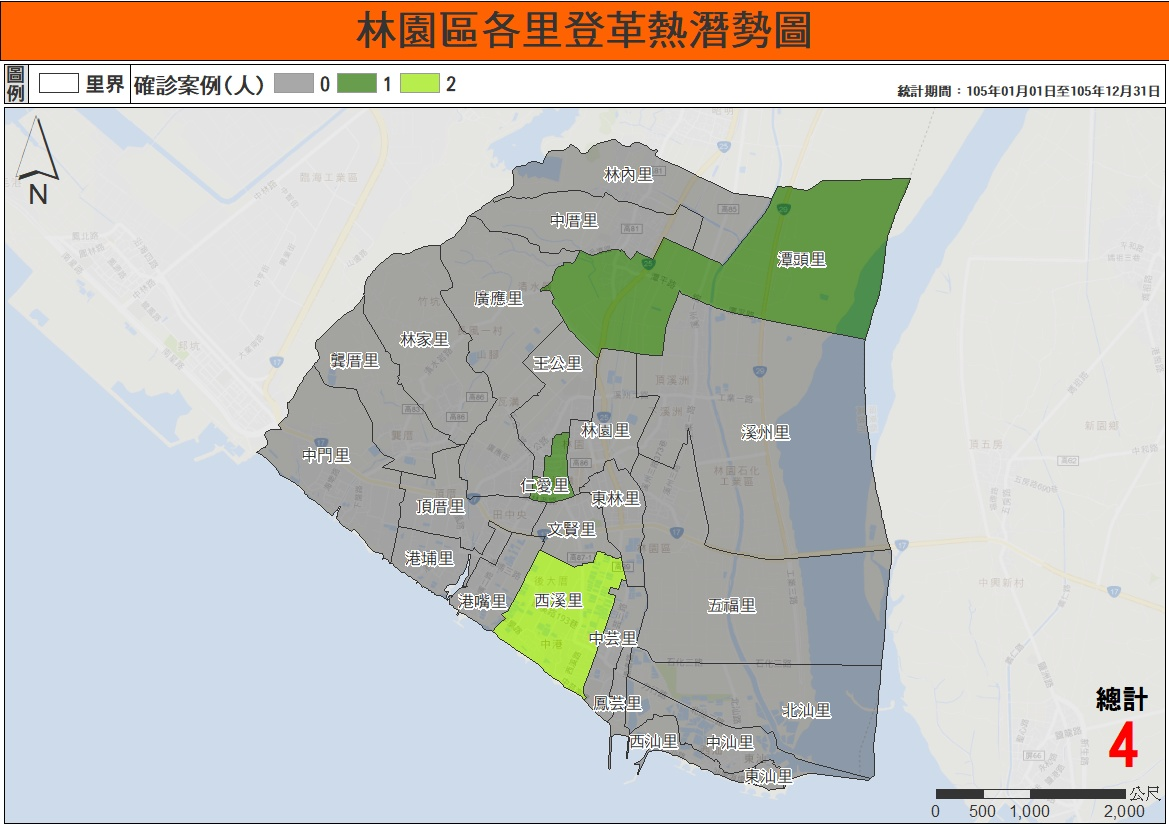 林園區各里登革熱潛勢圖
圖例
里界
確診案例(人)
0
1
2
統計期間：105年01月01日至105年12月31日
N
臨海工業區
林內里
中厝里
潭頭里
廣應里
林家里
王公里
龔厝里
林園里
溪州里
中門里
仁愛里
東林里
頂厝里
文賢里
港埔里
港嘴里
西溪里
五福里
中芸里
鳳芸里
北汕里
西汕里
中汕里
東汕里
總計
4
公尺
0
500
1,000
2,000